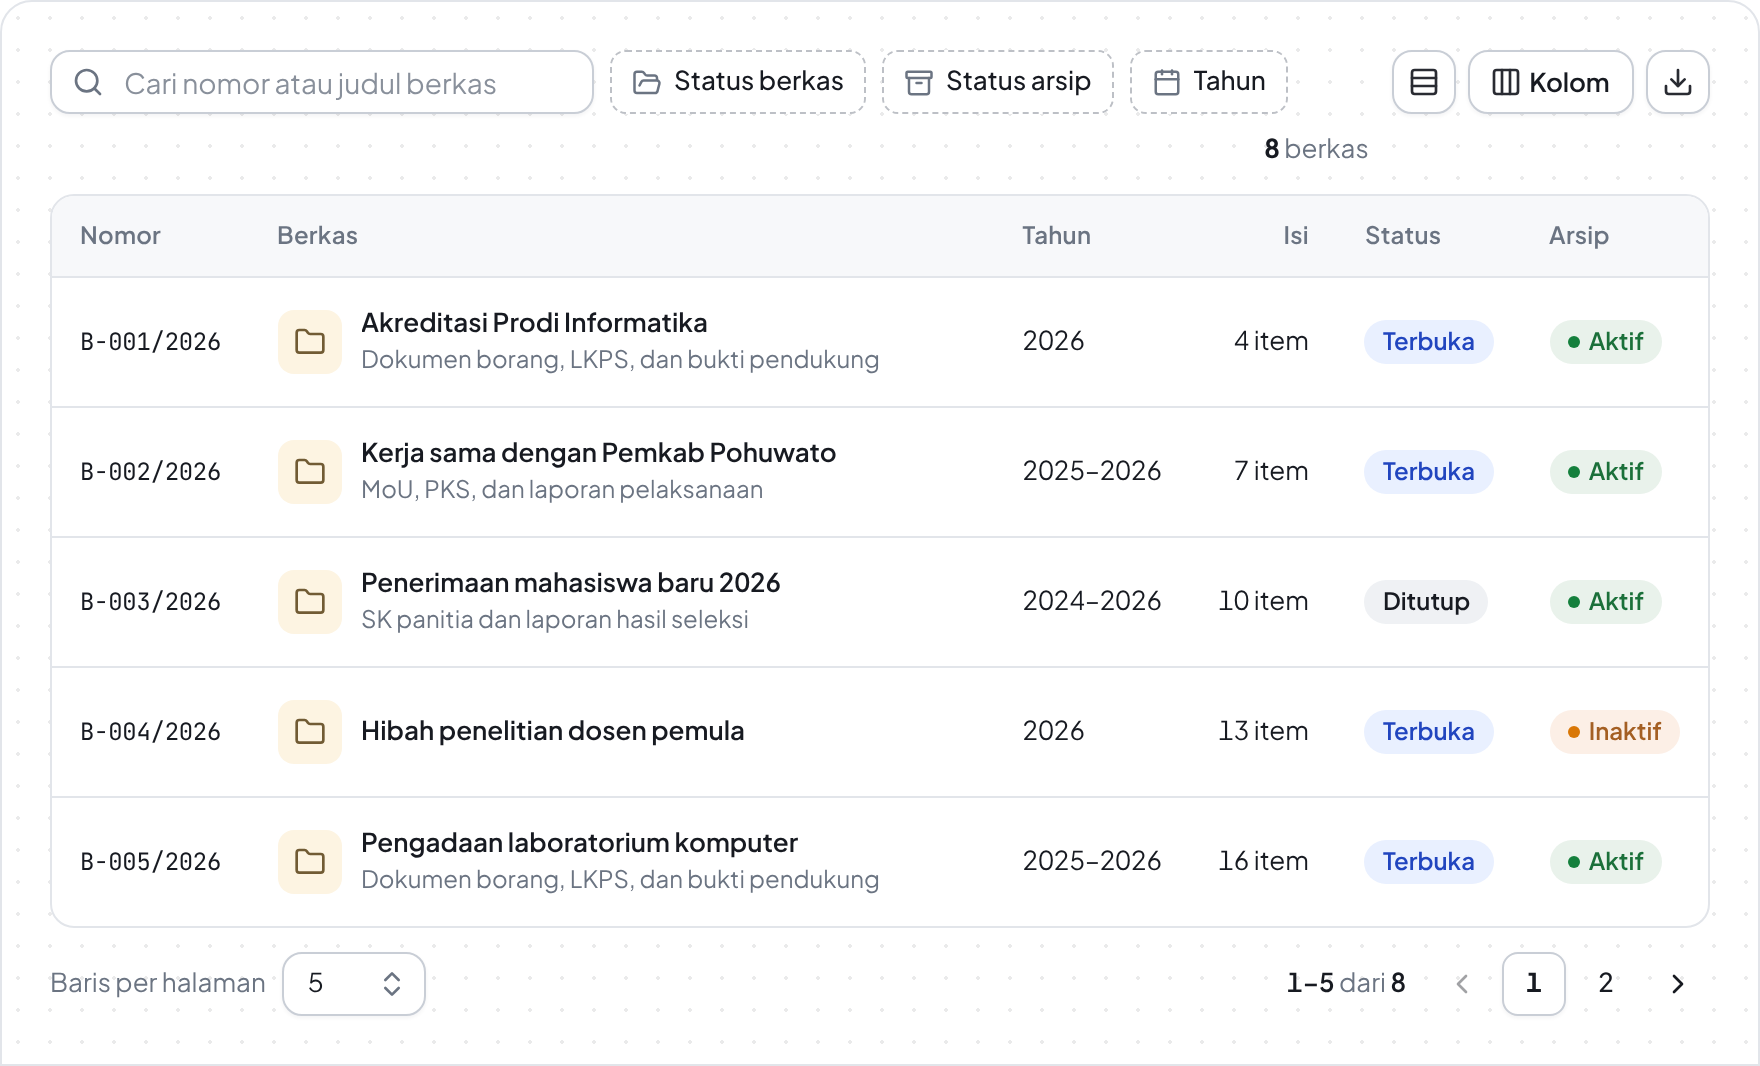 Cari nomor atau judul berkas Status berkas Status arsip Tahun Kolom
8 berkas
Nomor Berkas Tahun Isi Status Arsip
B-001/2026 Akreditasi Prodi Informatika 2026 4 item Terbuka Aktif
Dokumen borang, LKPS, dan bukti pendukung
B-002/2026 Kerja sama dengan Pemkab Pohuwato 2025–2026 7 item Terbuka Aktif
MoU, PKS, dan laporan pelaksanaan
B-003/2026 Penerimaan mahasiswa baru 2026 2024–2026 10 item Ditutup Aktif
SK panitia dan laporan hasil seleksi
B-004/2026 Hibah penelitian dosen pemula 2026 13 item Terbuka Inaktif
B-005/2026 Pengadaan laboratorium komputer 2025–2026 16 item Terbuka Aktif
Dokumen borang, LKPS, dan bukti pendukung
Baris per halaman 5 1–5 dari 8 1 2